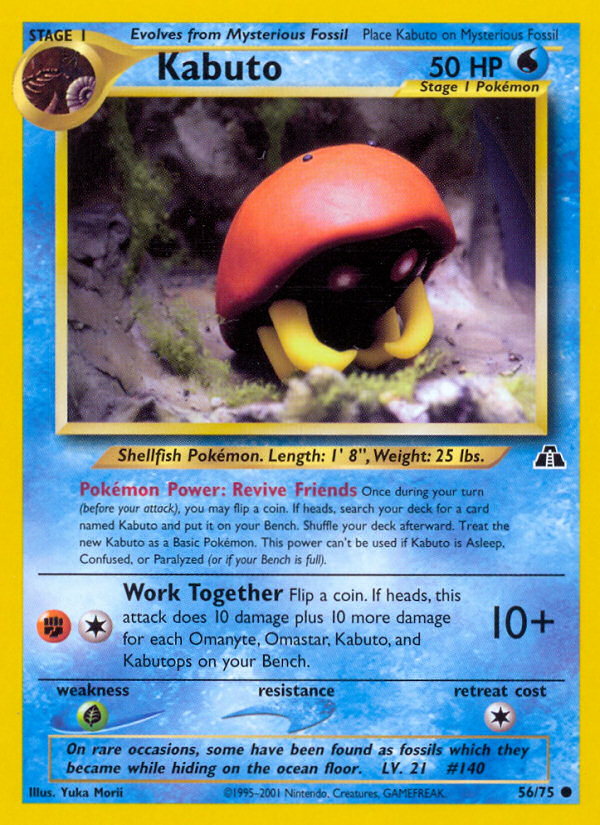 STAGE 1 Evolves from Mysterious Fossil Place Kabuto on Mysterious Fossil
Kabuto 50 HP
Stage 1 Pokémon
Shellfish Pokémon. Length: 1' 8", Weight: 25 lbs.
Pokémon Power: Revive Friends Once during your turn
(before your attack), you may flip a coin. If heads, search your deck for a card
named Kabuto and put it on your Bench. Shuffle your deck afterward. Treat the
new Kabuto as a Basic Pokémon. This power can't be used if Kabuto is Asleep,
Confused, or Paralyzed (or if your Bench is full).
Work Together Flip a coin. If heads, this
attack does 10 damage plus 10 more damage
for each Omanyte, Omastar, Kabuto, and
Kabutops on your Bench.
10+
weakness resistance retreat cost
On rare occasions, some have been found as fossils which they
became while hiding on the ocean floor. LV. 21 #140
Illus. Yuka Morii ©1995-2001 Nintendo, Creatures, GAMEFREAK. 56/75